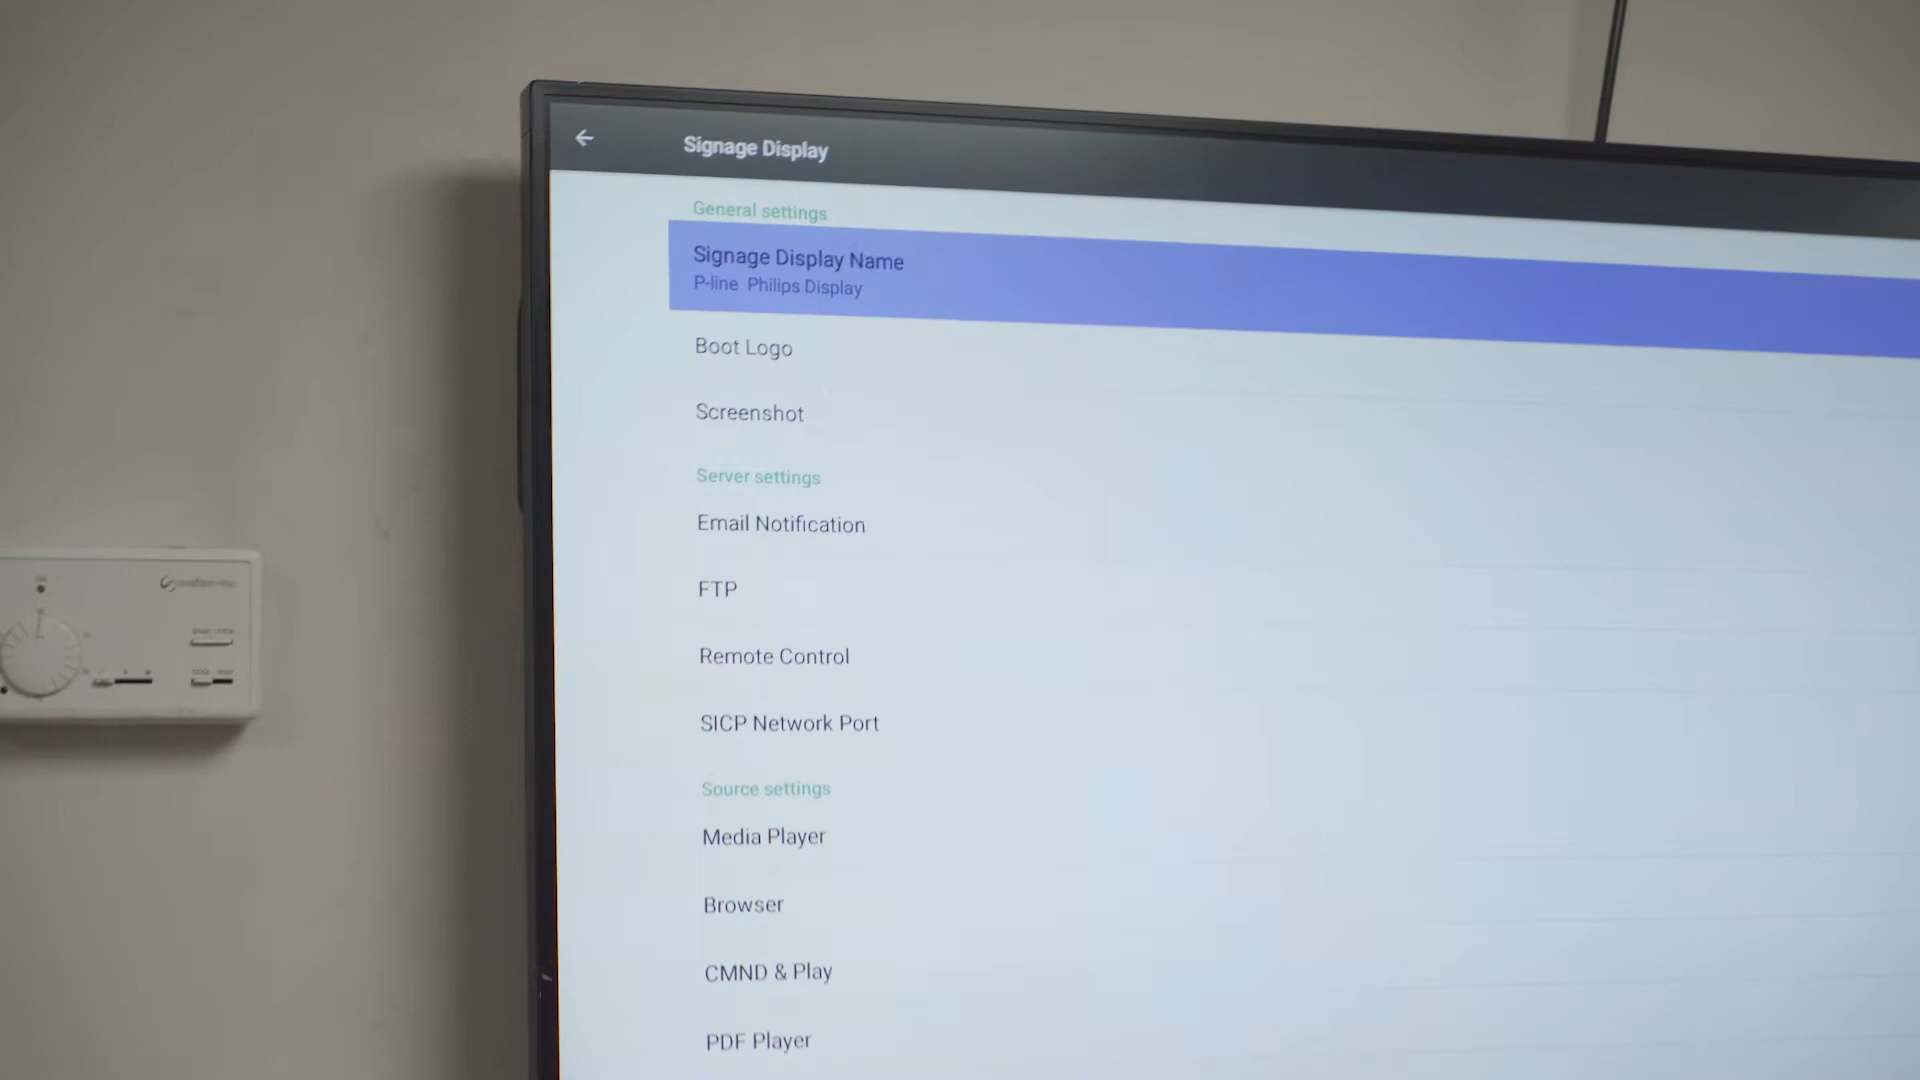 Signage Display
General settings
Signage Display Name
P-line Philips Display
Boot Logo
Screenshot
Server settings
Email Notification
FTP
Remote Control
SICP Network Port
Source settings
Media Player
Browser
CMND & Play
PDF Player